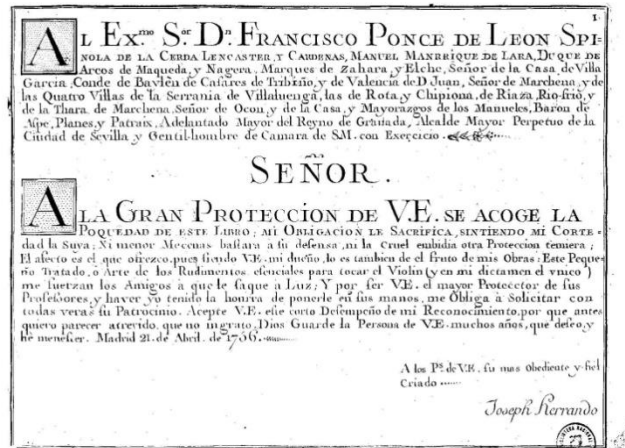 1.
AL EX.mo S.or D.n FRANCISCO PONCE DE LEON SPI-
NOLA DE LA CERDA LENCASTER, Y CARDENAS, MANUEL MANRRIQUE DE LARA, DUQUE DE
Arcos de Maqueda, y Nagera, Marques de Zahara, y Elche, Señor de la Casa, de Villa
Garcia, Conde de Baylen de Casares de Tribiño, y de Valencia de D Juan, Señor de Marchena, y de
las Quatro Villas de la Serrania de Villaluenga, las de Rota, y Chipiona, de Riaza, Rio-frio, y
de la Thara de Marchena, Señor de Ocon, y de la Casa, y Mayorazgos de los Manueles, Baron de
Aspe, Planes, y Patraix, Adelantado Mayor del Reyno de Granada, Alcalde Mayor Perpetuo de la
Ciudad de Sevilla y Gentil-hombre de Camara de S.M. con Exercicio.
SEÑOR.
A LA GRAN PROTECCION DE V.E. SE ACOGE LA
POQUEDAD DE ESTE LIBRO; MI OBLIGACION LE SACRIFICA, SINTIENDO MI CORTE-
dad la Suya; Ni menor Mecenas bastara a su defensa, ni la Cruel embidia otra Proteccion temiera;
El afecto es el que ofrezco, pues siendo V.E. mi dueño, lo es tambien de el fruto de mis Obras: Este Peque-
ño Tratado, ò Arte de los Rudimentos esenciales para tocar el Violin (y en mi dictamen el vnico)
me fuerzan los Amigos a que le saque a Luz; Y por ser V.E. el mayor Protector de sus
Profesores, y haver yo tenido la honrra de ponerle en sus manos, me Obliga à Solicitar con
todas veras su Patrocinio. Acepte V.E. este corto Desempeño de mi Reconocimiento, por que antes
quiero parecer atrevido, que no ingrato, Dios Guarde la Persona de V.E. muchos años, que deseo, y
he menester. Madrid 21. de Abril. de 1756.
A los P.s de V.E. su mas Obediente y fiel
Criado
Joseph Herrando